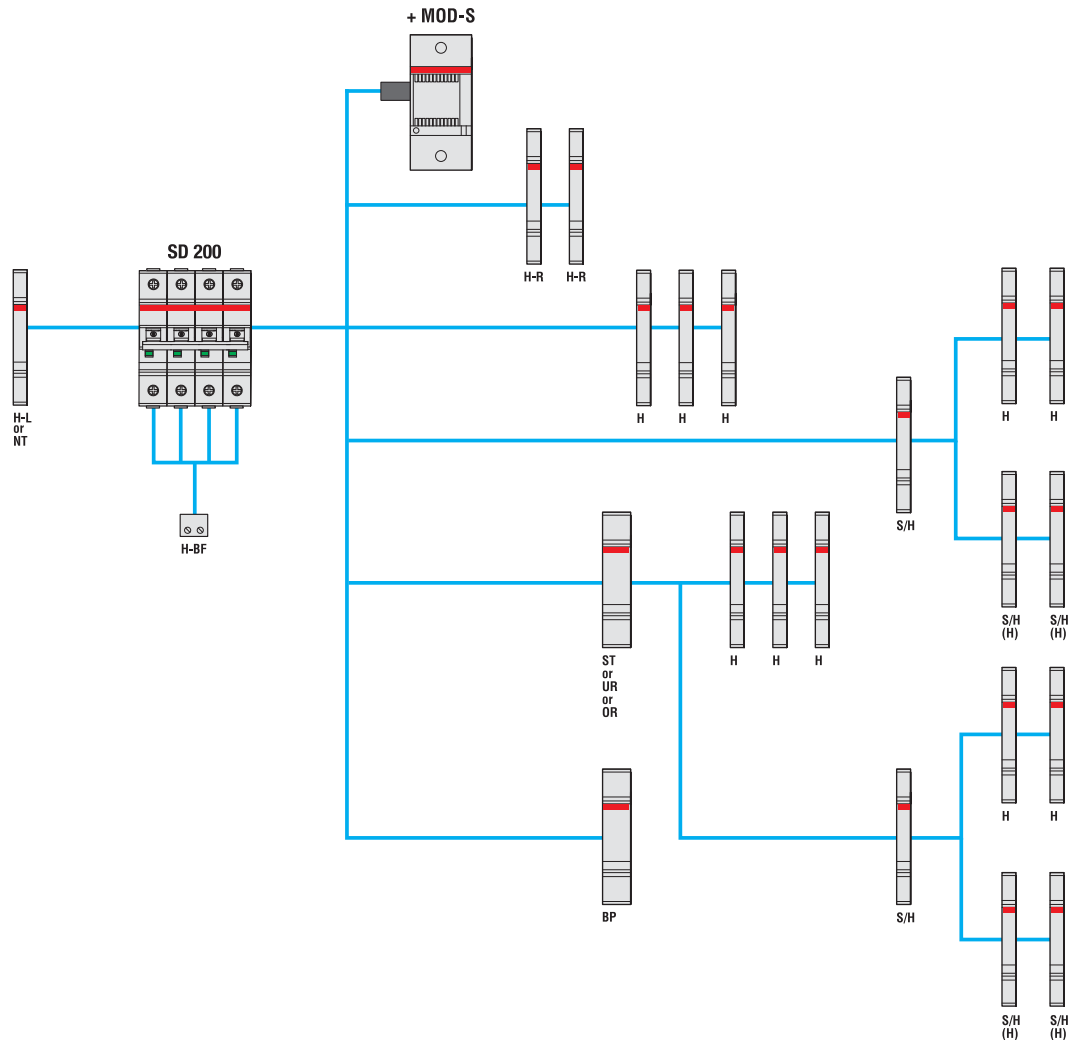 + MOD-S
H-R H-R
SD 200
H-L
or
NT
H H H
H H
H-BF
S/H
S/H S/H
(H) (H)
ST
or
UR
or
OR
H H H
H H
BP
S/H
S/H S/H
(H) (H)